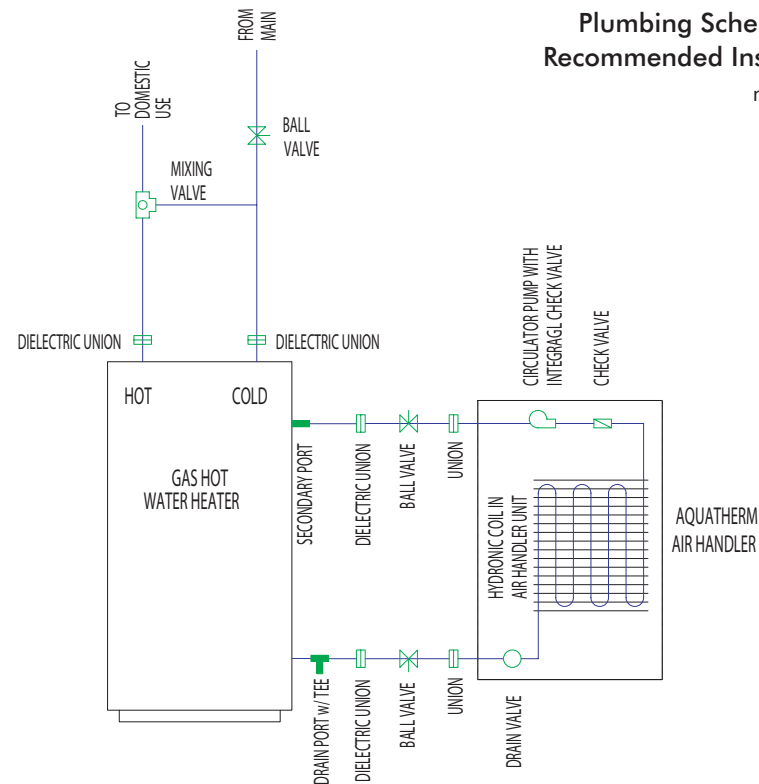 Plumbing Sche
Recommended Ins
FROM
MAIN
TO
DOMESTIC
USE
BALL
VALVE
MIXING
VALVE
DIELECTRIC UNION
DIELECTRIC UNION
HOT
COLD
GAS HOT
WATER HEATER
SECONDARY PORT
DIELECTRIC UNION
BALL VALVE
UNION
CIRCULATOR PUMP WITH
INTEGRAGL CHECK VALVE
CHECK VALVE
HYDRONIC COIL IN
AIR HANDLER UNIT
AQUATHERM
AIR HANDLER
DRAIN PORT w/ TEE
DIELECTRIC UNION
BALL VALVE
UNION
DRAIN VALVE